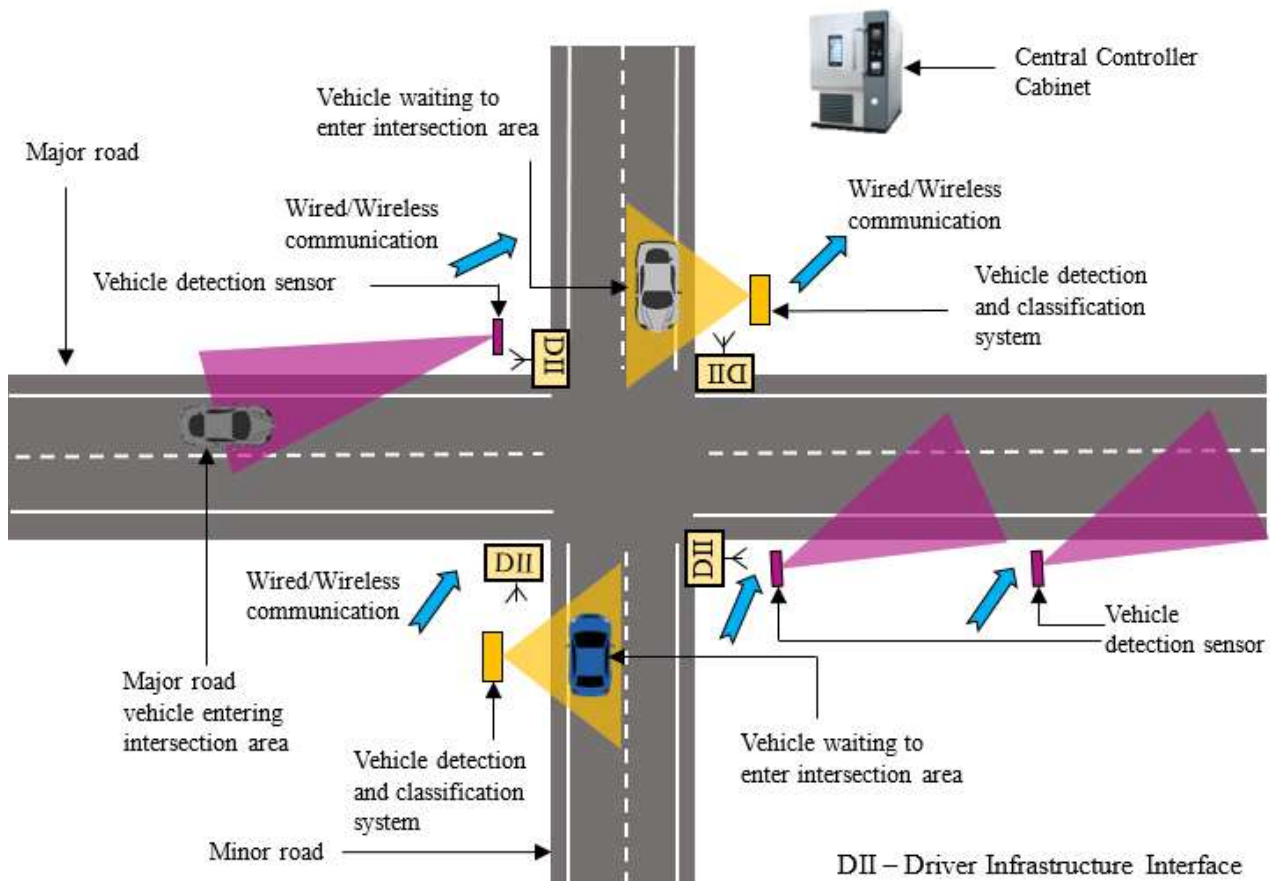 Central Controller
Cabinet
Vehicle waiting to
enter intersection area
Major road
Wired/Wireless
communication
Wired/Wireless
communication
Vehicle detection sensor
Vehicle detection
and classification
system
DII
DII
DII
DII
Wired/Wireless
communication
Vehicle
detection sensor
Major road
vehicle entering
intersection area
Vehicle detection
and classification
system
Vehicle waiting to
enter intersection area
Minor road
DII – Driver Infrastructure Interface